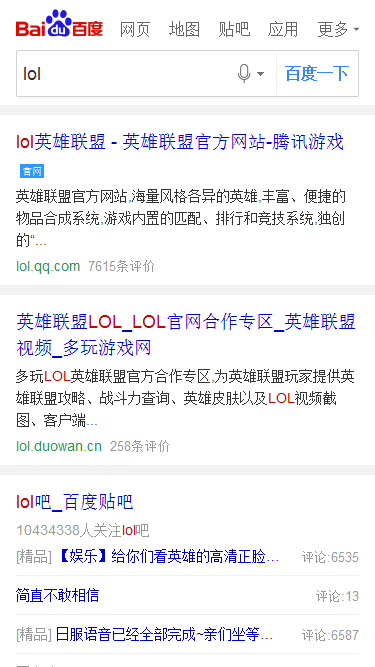 Bai du 百度 网页 地图 贴吧 应用 更多
lol 百度一下
lol英雄联盟 - 英雄联盟官方网站-腾讯游戏
官网
英雄联盟官方网站,海量风格各异的英雄,丰富、便捷的
物品合成系统,游戏内置的匹配、排行和竞技系统,独创
的“...
lol.qq.com 7615条评价
英雄联盟LOL_LOL官网合作专区_英雄联盟
视频_多玩游戏网
多玩LOL英雄联盟官方合作专区,为英雄联盟玩家提供英
雄联盟攻略、战斗力查询、英雄皮肤以及LOL视频截
图、客户端...
lol.duowan.cn 258条评价
lol吧_百度贴吧
10434338人关注lol吧
[精品] 【娱乐】给你们看英雄的高清正脸... 评论:6535
简直不敢相信 评论:13
[精品] 日服语音已经全部完成~亲们坐等... 评论:6587